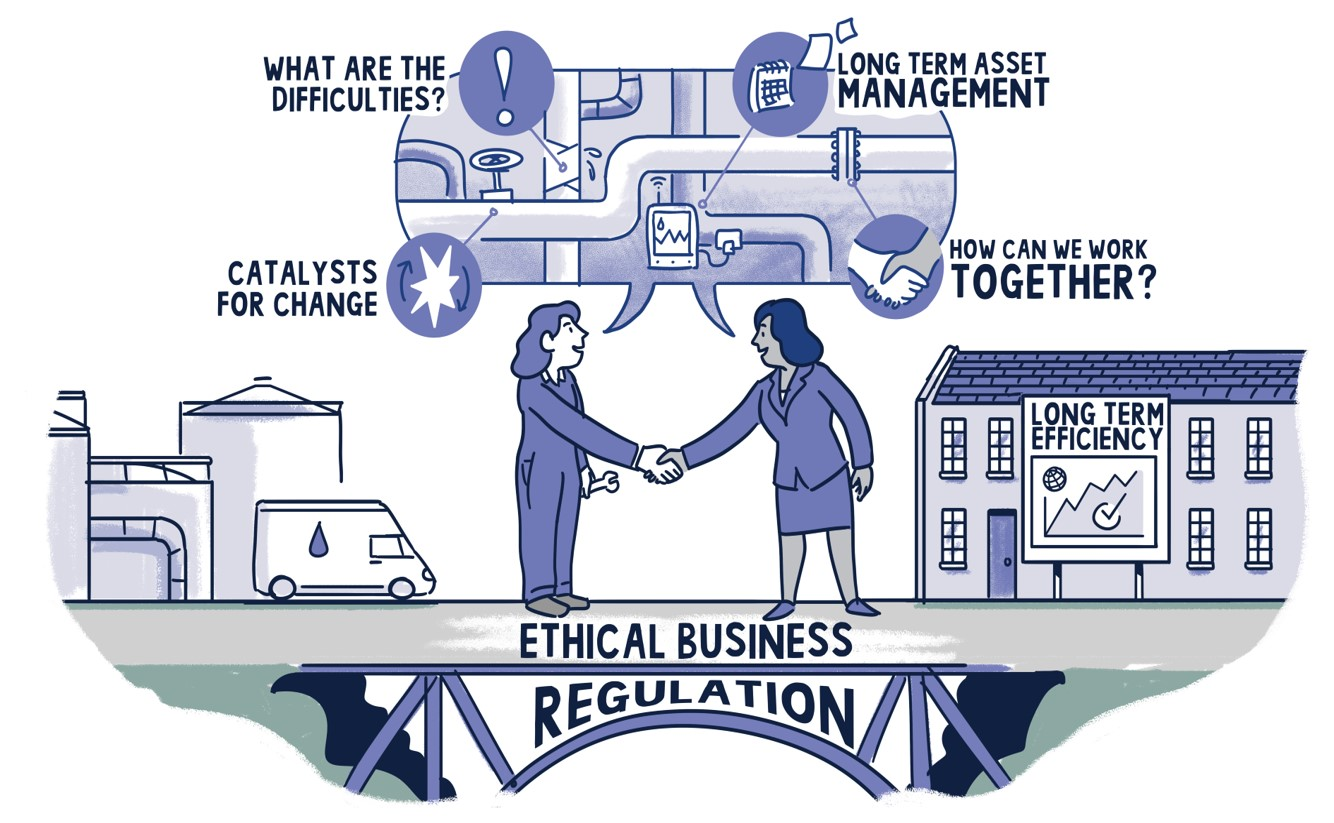 WHAT ARE THE
DIFFICULTIES?
LONG TERM ASSET
MANAGEMENT
CATALYSTS
FOR CHANGE
HOW CAN WE WORK
TOGETHER?
LONG TERM
EFFICIENCY
ETHICAL BUSINESS
REGULATION